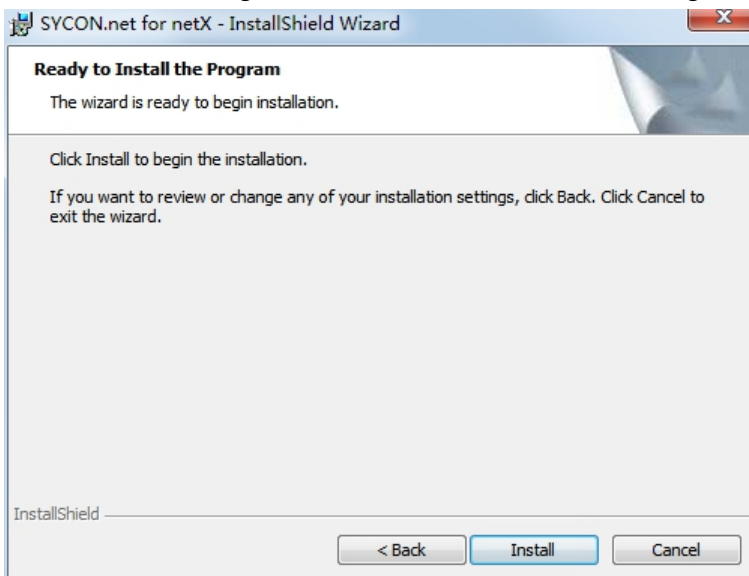 SYCON.net for netX - InstallShield Wizard
Ready to Install the Program
The wizard is ready to begin installation.
Click Install to begin the installation.
If you want to review or change any of your installation settings, click Back. Click Cancel to
exit the wizard.
InstallShield
< Back Install Cancel